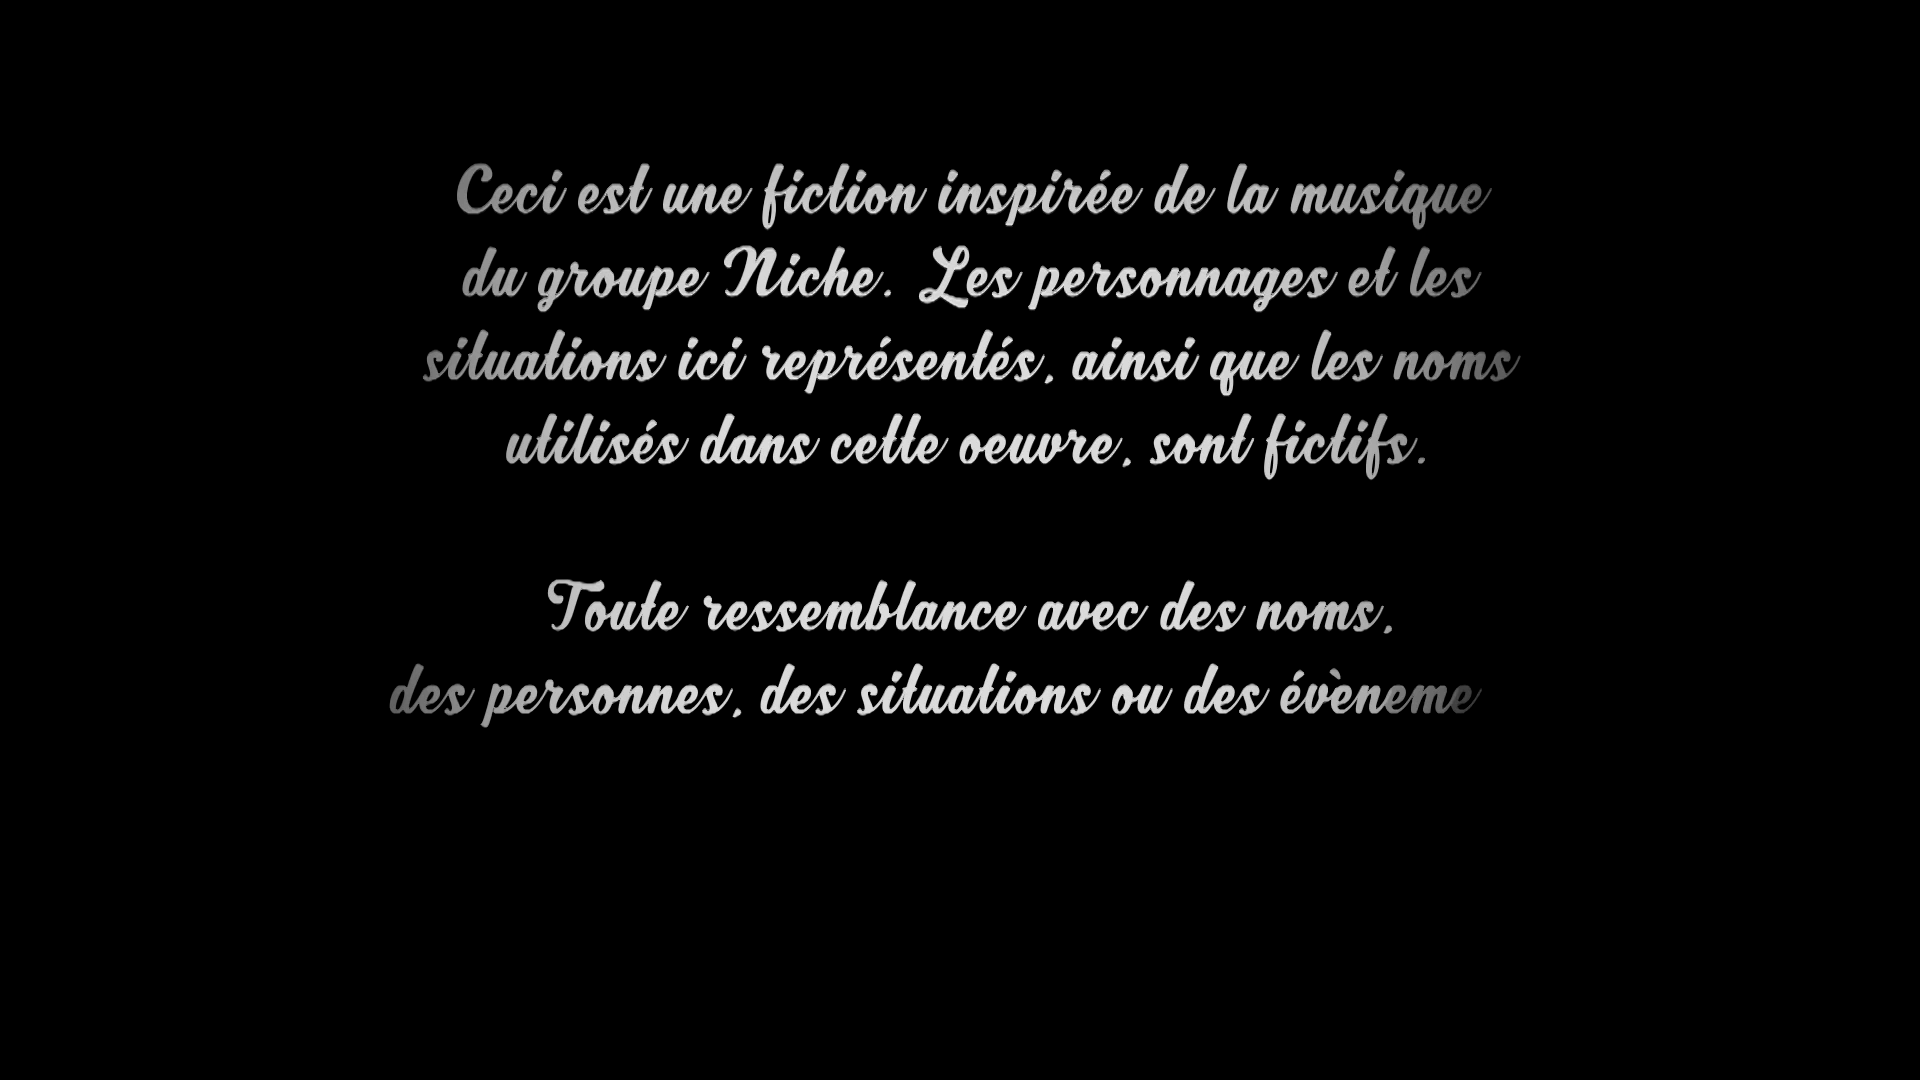 Ceci est une fiction inspirée de la musique
du groupe Niche. Les personnages et les
situations ici représentés, ainsi que les noms
utilisés dans cette oeuvre, sont fictifs.
Toute ressemblance avec des noms,
des personnes, des situations ou des évèneme